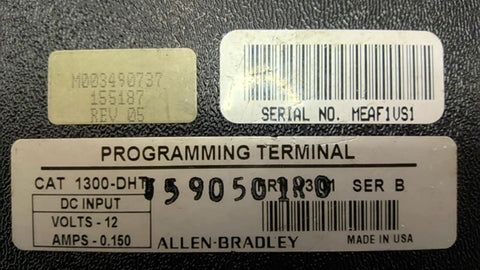 M003490737
155187
REV 05
SERIAL NO. MEAF1VS1
PROGRAMMING TERMINAL
CAT 1300-DHT SER B
DC INPUT
VOLTS - 12
AMPS - 0.150
ALLEN-BRADLEY MADE IN USA